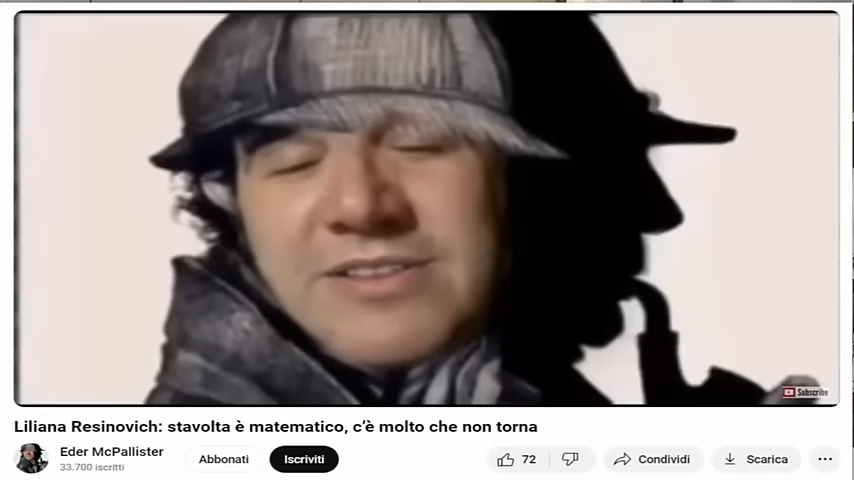 Subscribe
Liliana Resinovich: stavolta è matematico, c'è molto che non torna
Eder McPallister
33.700 iscritti
Abbonati
Iscriviti
72
Condividi
Scarica